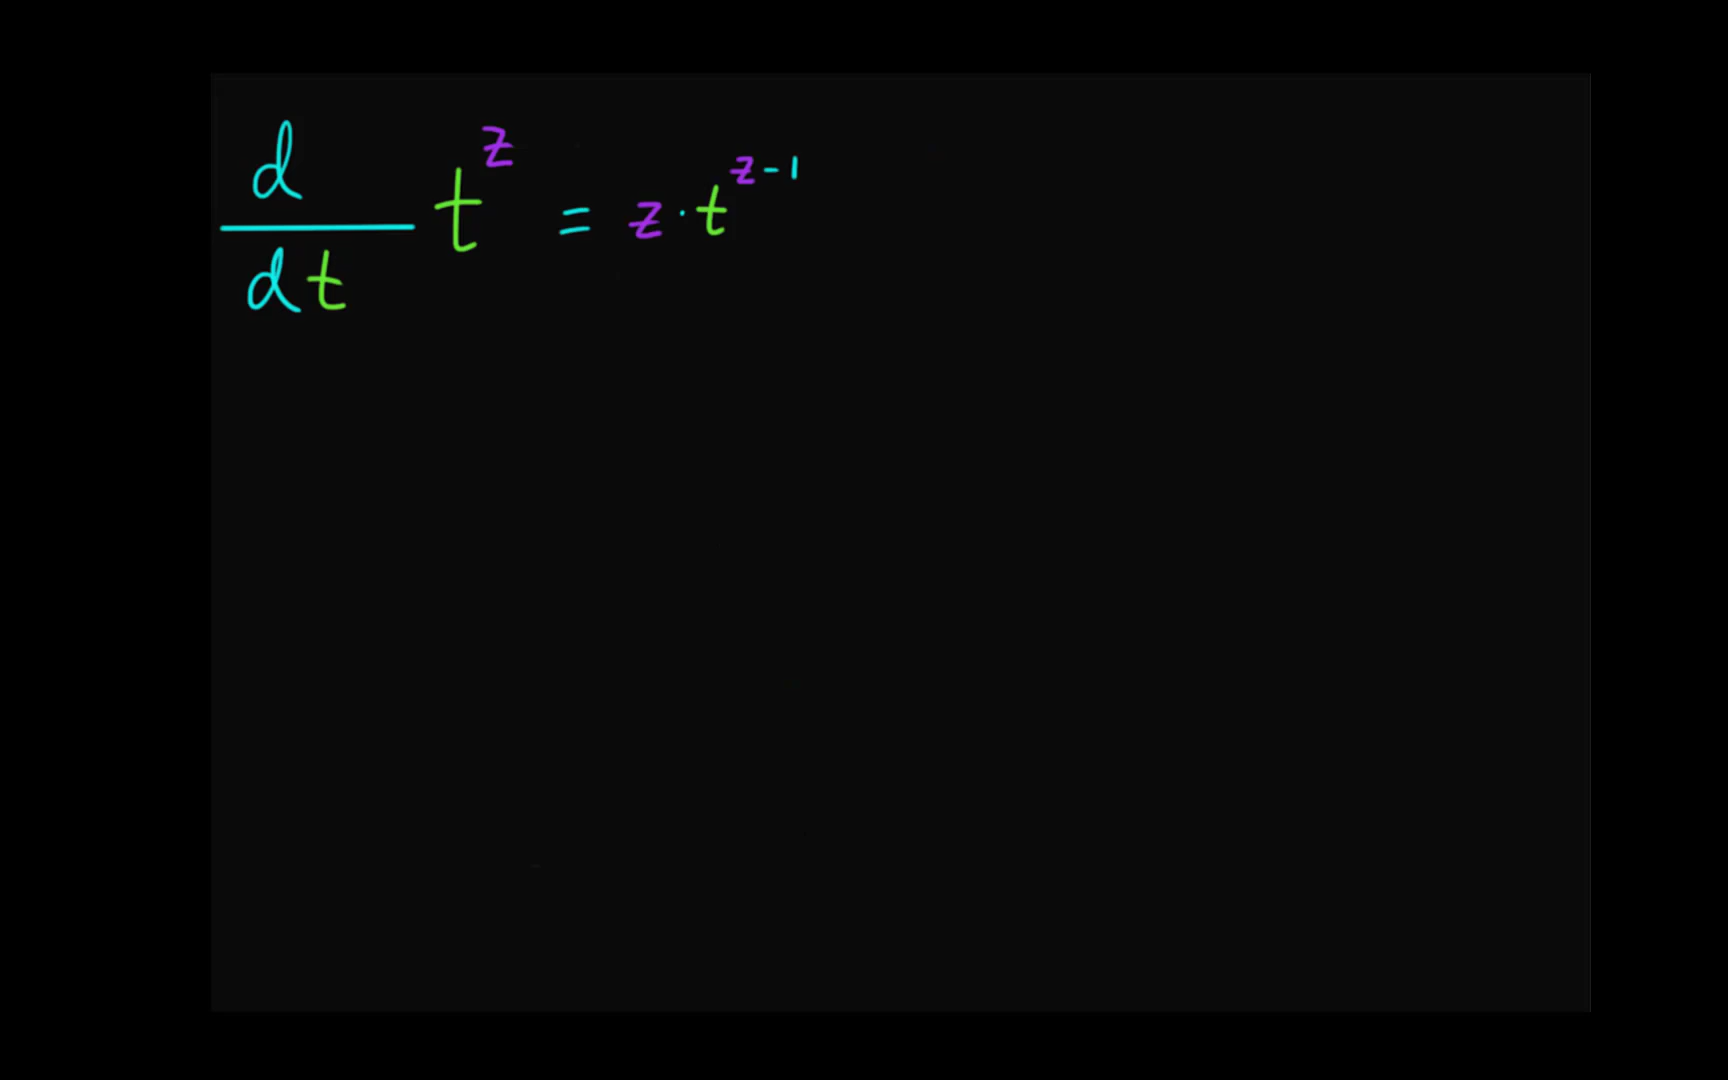 d/dt t^z = z · t^{z-1}